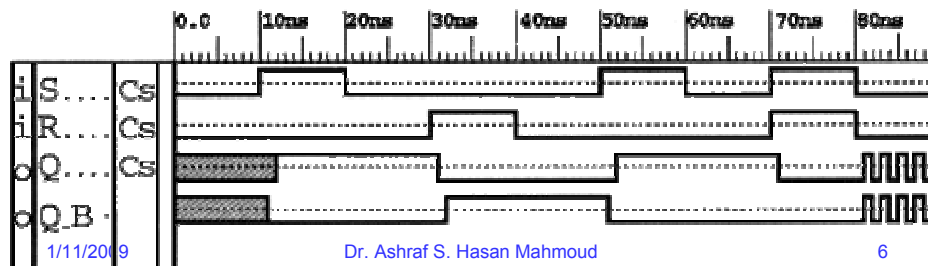 0.0 10ns 20ns 30ns 40ns 50ns 60ns 70ns 80ns
i S.... Cs
i R.... Cs
o Q.... Cs
o Q_B .
1/11/2009 Dr. Ashraf S. Hasan Mahmoud 6